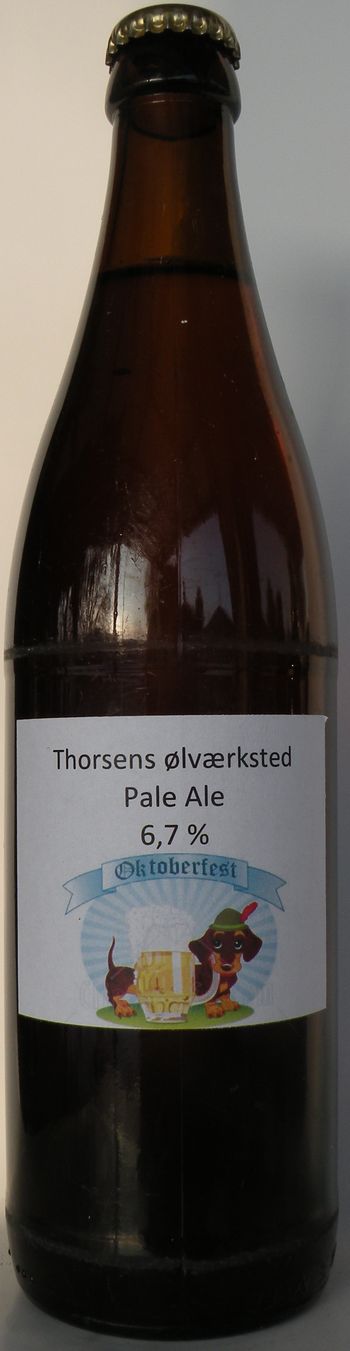 Thorsens ølværksted
Pale Ale
6,7 %
Oktoberfest